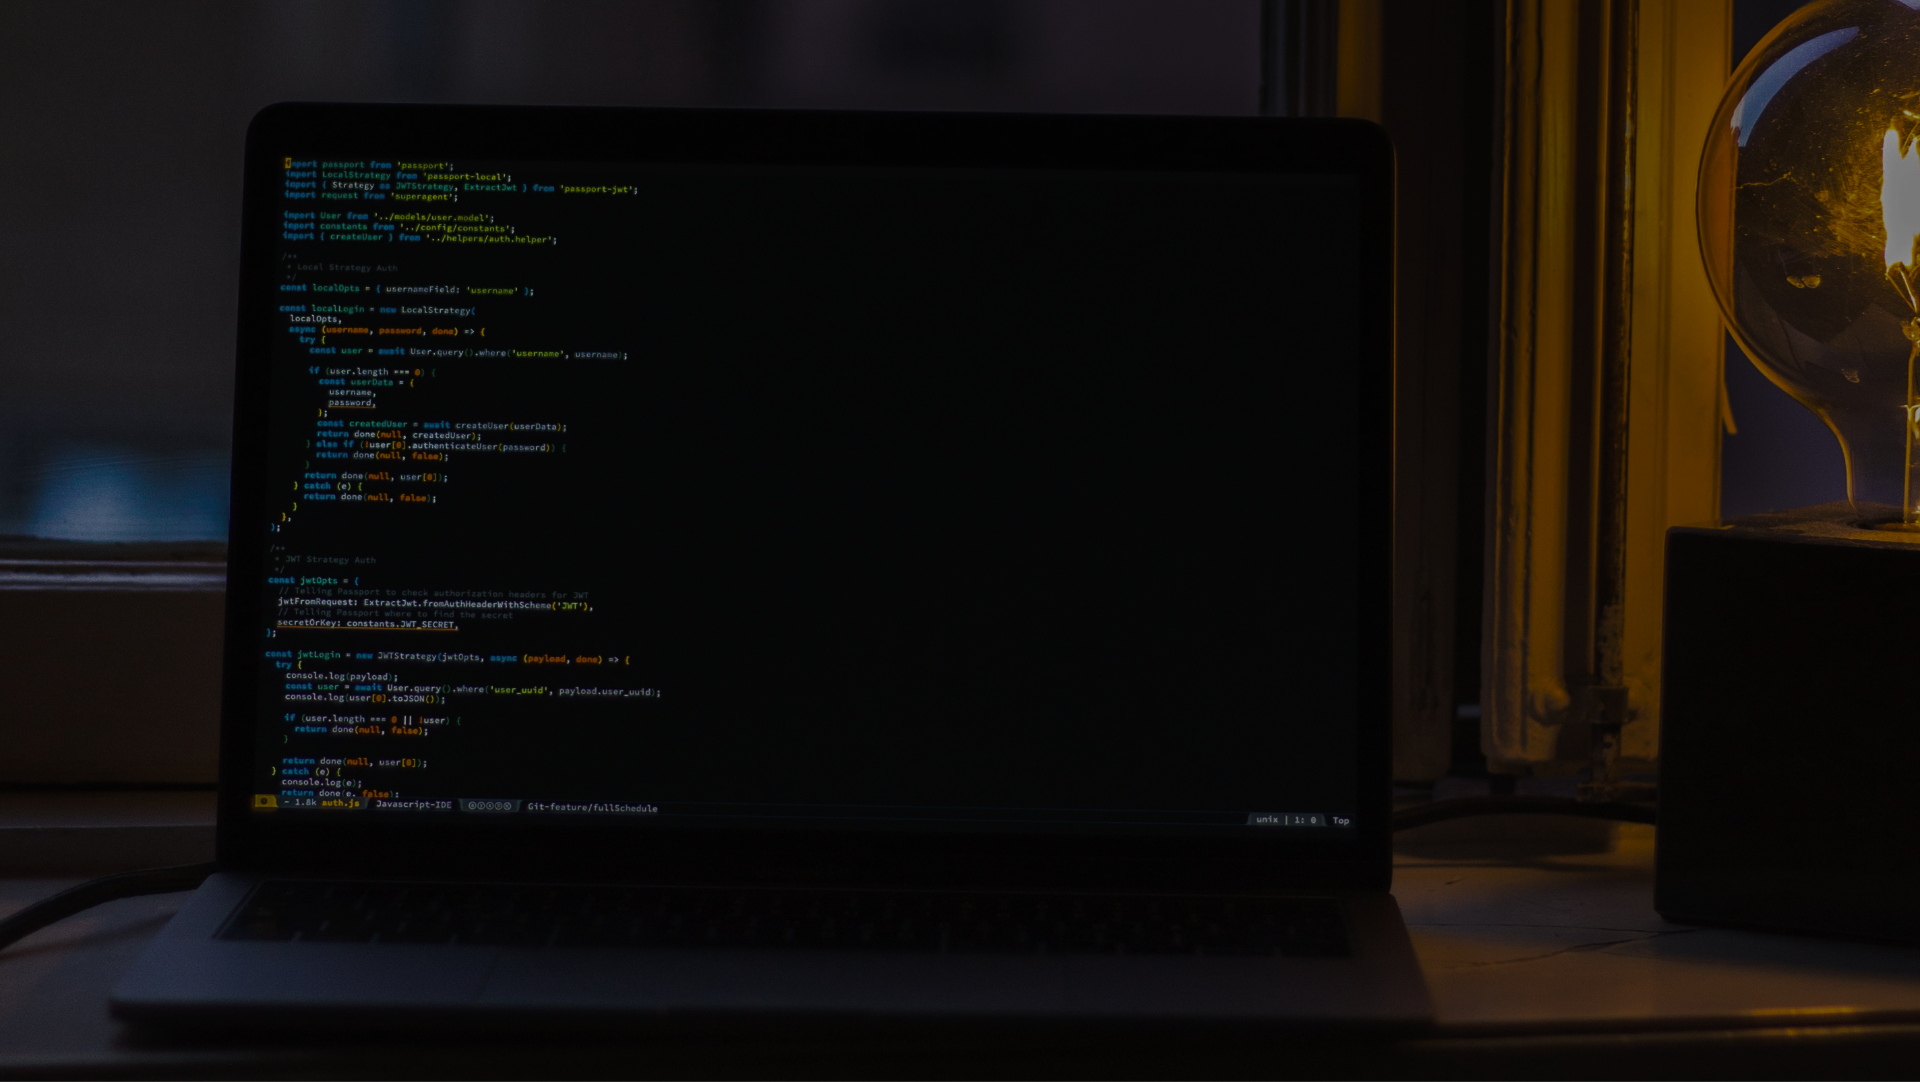 import passport from 'passport';
import LocalStrategy from 'passport-local';
import { Strategy as JWTStrategy, ExtractJwt } from 'passport-jwt';
import request from 'superagent';
import User from '../models/user.model';
import constants from '../config/constants';
import { createUser } from '../helpers/auth.helper';
/**
* Local Strategy Auth
*/
const localOpts = { usernameField: 'username' };
const localLogin = new LocalStrategy(
localOpts,
async (username, password, done) => {
try {
const user = await User.query().where('username', username);
if (user.length === 0) {
const userData = {
username,
password,
};
const createdUser = await createUser(userData);
return done(null, createdUser);
} else if (!user[0].authenticateUser(password)) {
return done(null, false);
}
return done(null, user[0]);
} catch (e) {
return done(null, false);
}
},
);
/**
* JWT Strategy Auth
*/
const jwtOpts = {
// Telling Passport to check authorization headers for JWT
jwtFromRequest: ExtractJwt.fromAuthHeaderWithScheme('JWT'),
// Telling Passport where to find the secret
secretOrKey: constants.JWT_SECRET,
};
const jwtLogin = new JWTStrategy(jwtOpts, async (payload, done) => {
try {
console.log(payload);
const user = await User.query().where('user_uuid', payload.user_uuid);
console.log(user[0].toJSON());
if (user.length === 0 || !user) {
return done(null, false);
}
return done(null, user[0]);
} catch (e) {
console.log(e);
return done(e, false);
- 1.8k auth.js Javascript-IDE Git-feature/fullSchedule
unix | 1: 0 Top